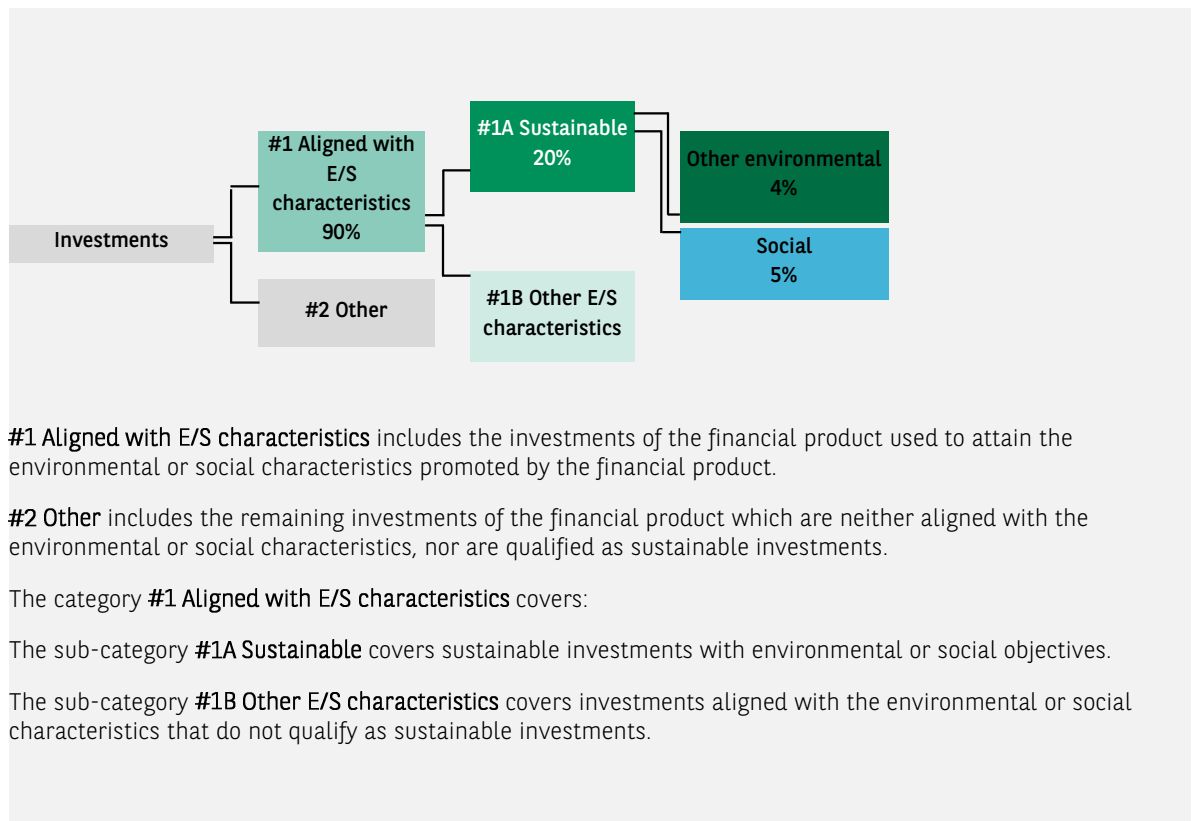 #1A Sustainable
20%
#1 Aligned with
E/S
characteristics
90%
Other environmental
4%
Investments
Social
5%
#2 Other
#1B Other E/S
characteristics
#1 Aligned with E/S characteristics includes the investments of the financial product used to attain the
environmental or social characteristics promoted by the financial product.
#2 Other includes the remaining investments of the financial product which are neither aligned with the
environmental or social characteristics, nor are qualified as sustainable investments.
The category #1 Aligned with E/S characteristics covers:
The sub-category #1A Sustainable covers sustainable investments with environmental or social objectives.
The sub-category #1B Other E/S characteristics covers investments aligned with the environmental or social
characteristics that do not qualify as sustainable investments.